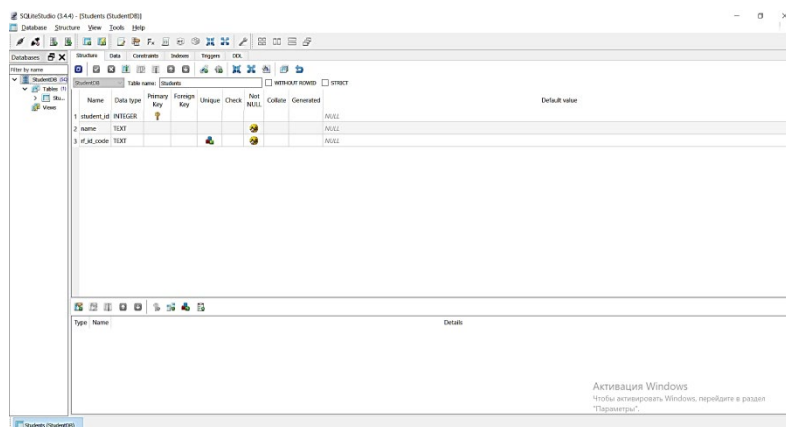 SQLiteStudio (3.4.4) - [Students (StudentDB)]
Database Structure View Tools Help
Databases
Filter by name
StudentDB
Tables (1)
Stu...
Views
Structure Data Constraints Indexes Triggers DDL
StudentDB Table name: Students WITHOUT ROWID STRICT
Name Data type Primary Key Foreign Key Unique Check Not NULL Collate Generated Default value
1 student_id INTEGER NULL
2 name TEXT NULL
3 rf_id_code TEXT NULL
Type Name Details
Активация Windows
Чтобы активировать Windows, перейдите в раздел
"Параметры".
Students (StudentDB)